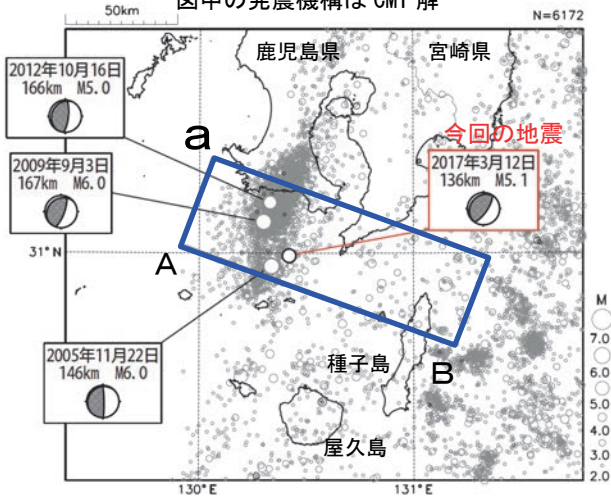 図中の発震機構は CMT 解
50km
N=6172
鹿児島県
宮崎県
2012年10月16日
166km M5.0
今回の地震
a
2017年3月12日
136km M5.1
2009年9月3日
167km M6.0
31°N
A
M
7.0
6.0
5.0
4.0
3.0
2.0
2005年11月22日
146km M6.0
種子島
B
屋久島
130°E
131°E